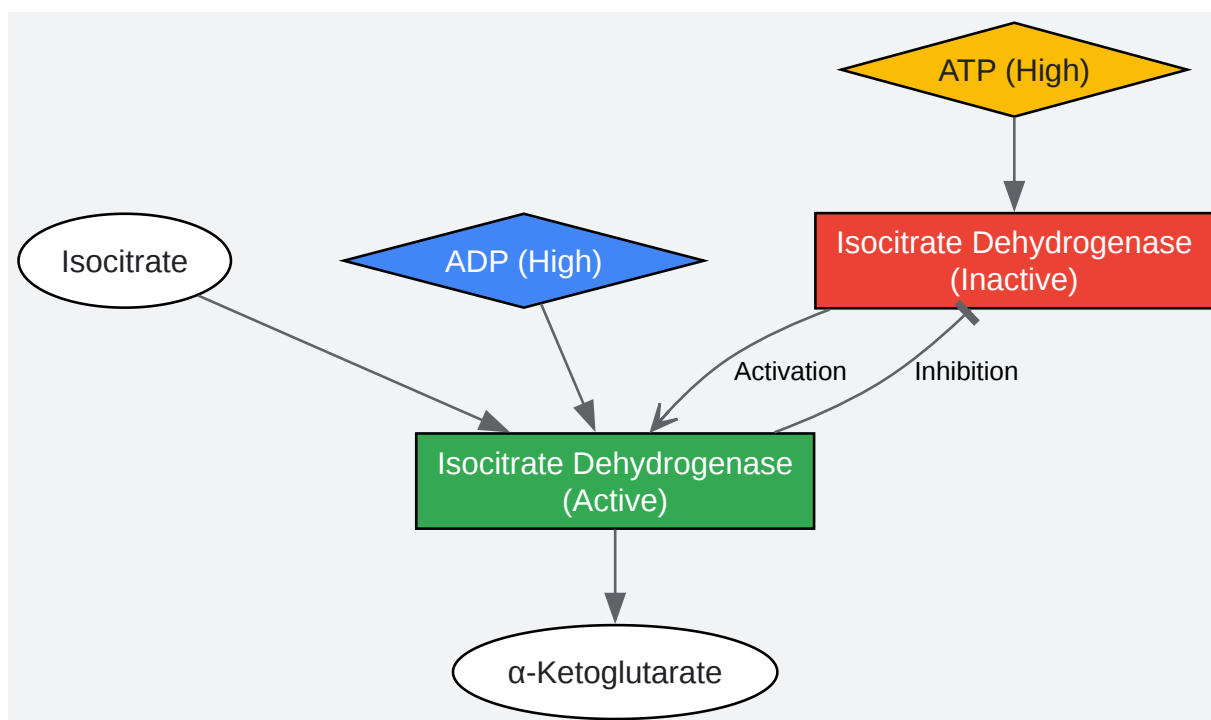 ATP (High)
Isocitrate
ADP (High)
Isocitrate Dehydrogenase
(Inactive)
Activation
Inhibition
Isocitrate Dehydrogenase
(Active)
α-Ketoglutarate